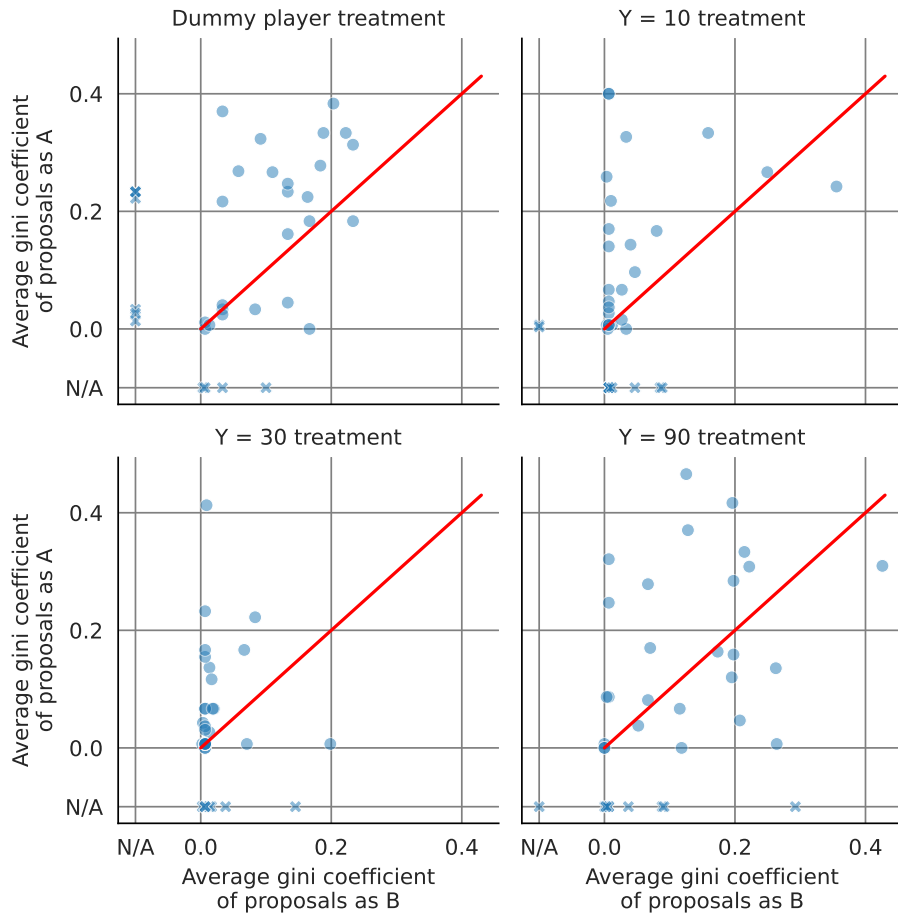 Dummy player treatment
Y = 10 treatment
Average gini coefficient
of proposals as A
0.4
0.2
0.0
N/A
Y = 30 treatment
Y = 90 treatment
Average gini coefficient
of proposals as A
0.4
0.2
0.0
N/A
N/A 0.0 0.2 0.4
N/A 0.0 0.2 0.4
Average gini coefficient
of proposals as B
Average gini coefficient
of proposals as B